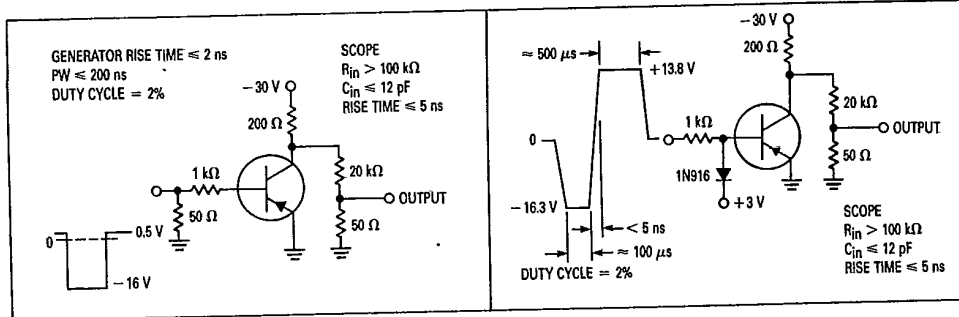 GENERATOR RISE TIME ≤ 2 ns
PW ≤ 200 ns
DUTY CYCLE = 2%
SCOPE
Rin > 100 kΩ
Cin ≤ 12 pF
RISE TIME ≤ 5 ns
−30 V
200 Ω
1 kΩ
20 kΩ
50 Ω
OUTPUT
50 Ω
0
0.5 V
−16 V
−30 V
200 Ω
≈ 500 μs
+13.8 V
1 kΩ
20 kΩ
0
OUTPUT
50 Ω
1N916
+3 V
−16.3 V
< 5 ns
≈ 100 μs
DUTY CYCLE = 2%
SCOPE
Rin > 100 kΩ
Cin ≤ 12 pF
RISE TIME ≤ 5 ns